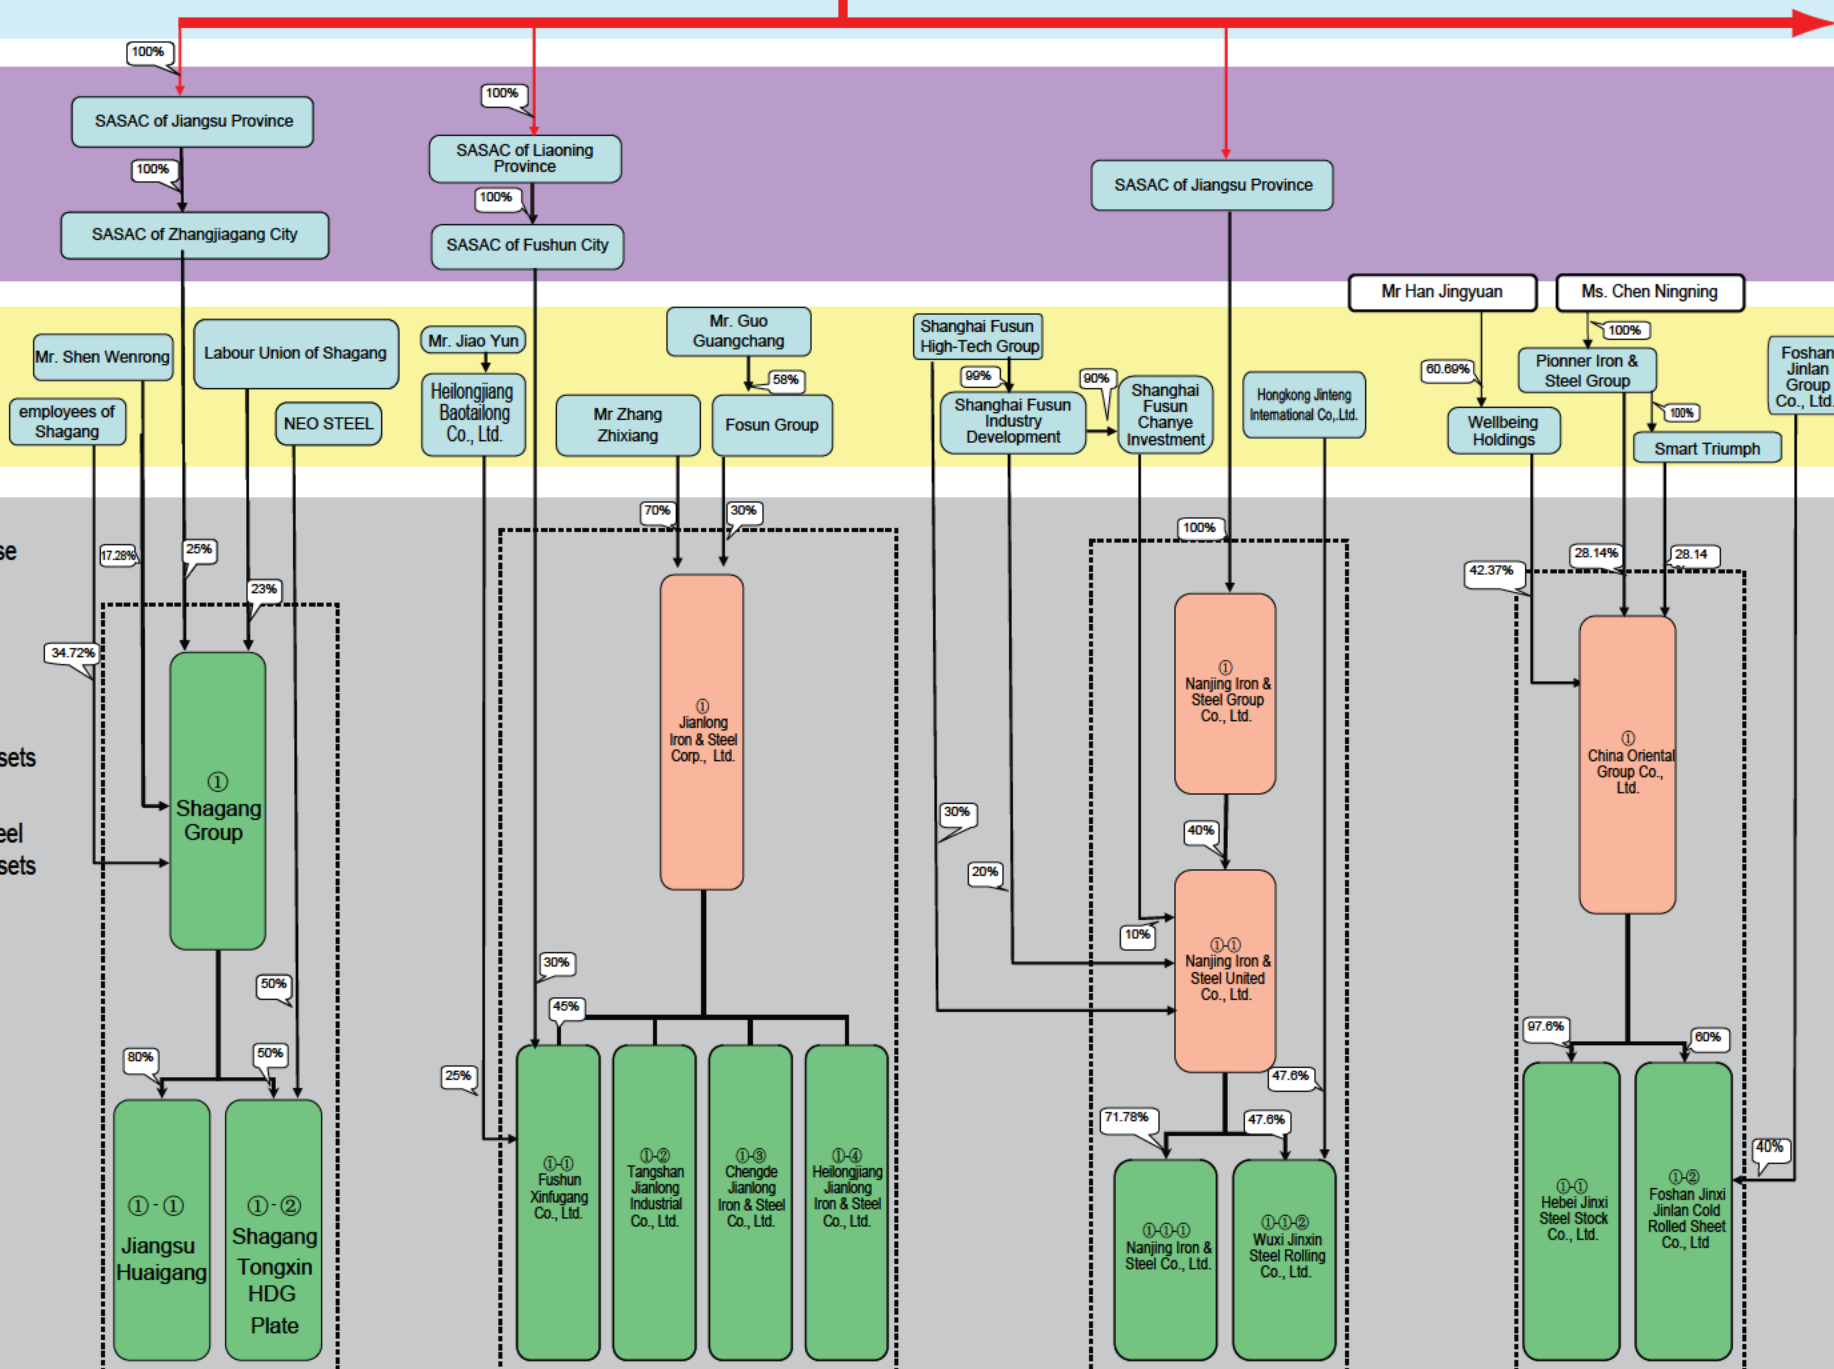 100%
SASAC of Jiangsu Province
100%
SASAC of Zhangjiagang City
100%
SASAC of Liaoning
Province
100%
SASAC of Fushun City
SASAC of Jiangsu Province
Mr Han Jingyuan
Ms. Chen Ningning
Mr. Shen Wenrong
Labour Union of Shagang
employees of
Shagang
NEO STEEL
Mr. Jiao Yun
Heilongjiang
Baotailong
Co., Ltd.
Mr. Guo
Guangchang
58%
Mr Zhang
Zhixiang
Fosun Group
Shanghai Fusun
High-Tech Group
99%
90%
Shanghai Fusun
Industry
Development
Shanghai
Fusun
Chanye
Investment
Hongkong Jinteng
International Co,.Ltd.
60.69%
100%
Pionner Iron &
Steel Group
100%
Wellbeing
Holdings
Smart Triumph
Foshan
Jinlan
Group
Co., Ltd.
se
17.28%
25%
23%
34.72%
sets
eel
sets
①
Shagang
Group
50%
80%
50%
①-①
Jiangsu
Huaigang
①-②
Shagang
Tongxin
HDG
Plate
70%
30%
①
Jianlong
Iron & Steel
Corp., Ltd.
30%
45%
25%
①-①
Fushun
Xinfugang
Co., Ltd.
①-②
Tangshan
Jianlong
Industrial
Co., Ltd.
①-③
Chengde
Jianlong
Iron & Steel
Co., Ltd.
①-④
Heilongjiang
Jianlong
Iron & Steel
Co., Ltd.
100%
①
Nanjing Iron &
Steel Group
Co., Ltd.
30%
40%
20%
10%
①-①
Nanjing Iron &
Steel United
Co., Ltd.
47.6%
71.78%
47.6%
①-①-①
Nanjing Iron &
Steel Co., Ltd.
①-①-②
Wuxi Jinxin
Steel Rolling
Co., Ltd.
42.37%
28.14%
28.14
①
China Oriental
Group Co.,
Ltd.
97.6%
60%
40%
①-①
Hebei Jinxi
Steel Stock
Co., Ltd.
①-②
Foshan Jinxi
Jinlan Cold
Rolled Sheet
Co., Ltd